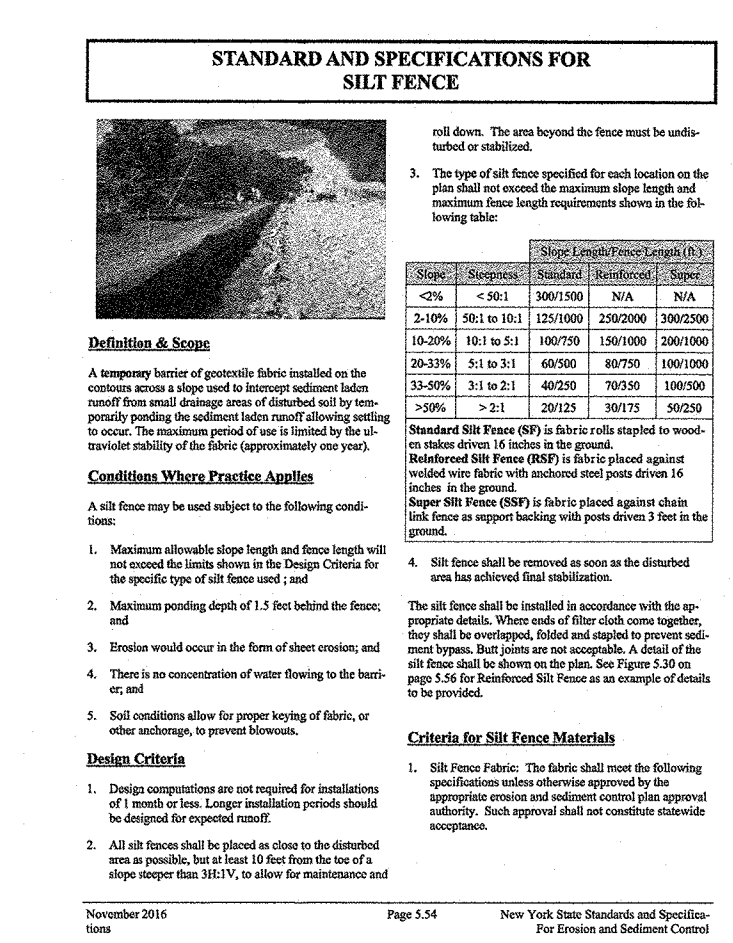 STANDARD AND SPECIFICATIONS FOR
SILT FENCE
Definition & Scope
A temporary barrier of geotextile fabric installed on the
contours across a slope used to intercept sediment laden
runoff from small drainage areas of disturbed soil by tem-
porarily ponding the sediment laden runoff allowing settling
to occur. The maximum period of use is limited by the ul-
traviolet stability of the fabric (approximately one year).
Conditions Where Practice Applies
A silt fence may be used subject to the following condi-
tions:
1. Maximum allowable slope length and fence length will
not exceed the limits shown in the Design Criteria for
the specific type of silt fence used ; and
2. Maximum ponding depth of 1.5 feet behind the fence;
and
3. Erosion would occur in the form of sheet erosion; and
4. There is no concentration of water flowing to the barri-
er; and
5. Soil conditions allow for proper keying of fabric, or
other anchorage, to prevent blowouts.
Design Criteria
1. Design computations are not required for installations
of 1 month or less. Longer installation periods should
be designed for expected runoff.
2. All silt fences shall be placed as close to the disturbed
area as possible, but at least 10 feet from the toe of a
slope steeper than 3H:1V, to allow for maintenance and
roll down. The area beyond the fence must be undis-
turbed or stabilized.
3. The type of silt fence specified for each location on the
plan shall not exceed the maximum slope length and
maximum fence length requirements shown in the fol-
lowing table:
Slope Length/Fence Length (ft.)
Slope Steepness Standard Reinforced Super
<2% < 50:1 300/1500 N/A N/A
2-10% 50:1 to 10:1 125/1000 250/2000 300/2500
10-20% 10:1 to 5:1 100/750 150/1000 200/1000
20-33% 5:1 to 3:1 60/500 80/750 100/1000
33-50% 3:1 to 2:1 40/250 70/350 100/500
>50% > 2:1 20/125 30/175 50/250
Standard Silt Fence (SF) is fabric rolls stapled to wood-
en stakes driven 16 inches in the ground.
Reinforced Silt Fence (RSF) is fabric placed against
welded wire fabric with anchored steel posts driven 16
inches in the ground.
Super Silt Fence (SSF) is fabric placed against chain
link fence as support backing with posts driven 3 feet in the
ground.
4. Silt fence shall be removed as soon as the disturbed
area has achieved final stabilization.
The silt fence shall be installed in accordance with the ap-
propriate details. Where ends of filter cloth come together,
they shall be overlapped, folded and stapled to prevent sedi-
ment bypass. Butt joints are not acceptable. A detail of the
silt fence shall be shown on the plan. See Figure 5.30 on
page 5.56 for Reinforced Silt Fence as an example of details
to be provided.
Criteria for Silt Fence Materials
1. Silt Fence Fabric: The fabric shall meet the following
specifications unless otherwise approved by the
appropriate erosion and sediment control plan approval
authority. Such approval shall not constitute statewide
acceptance.
November 2016 Page 5.54 New York State Standards and Specifica-
tions For Erosion and Sediment Control